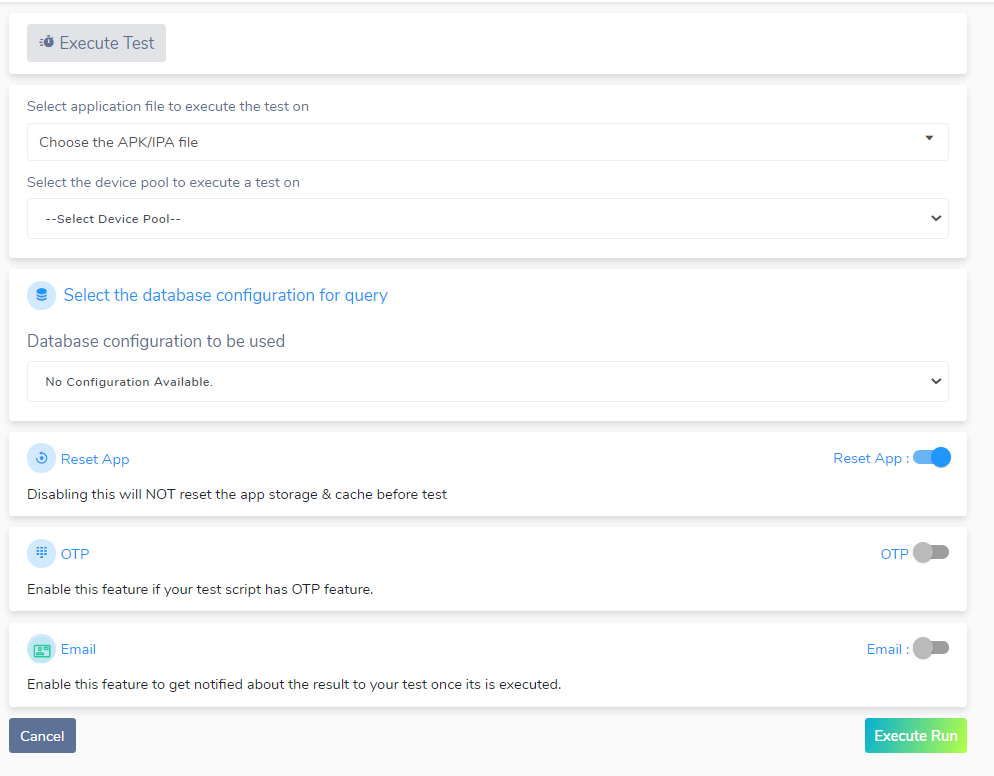 Execute Test
Select application file to execute the test on
Choose the APK/IPA file
Select the device pool to execute a test on
--Select Device Pool--
Select the database configuration for query
Database configuration to be used
No Configuration Available.
Reset App
Reset App :
Disabling this will NOT reset the app storage & cache before test
OTP
OTP
Enable this feature if your test script has OTP feature.
Email
Email :
Enable this feature to get notified about the result to your test once its is executed.
Cancel
Execute Run